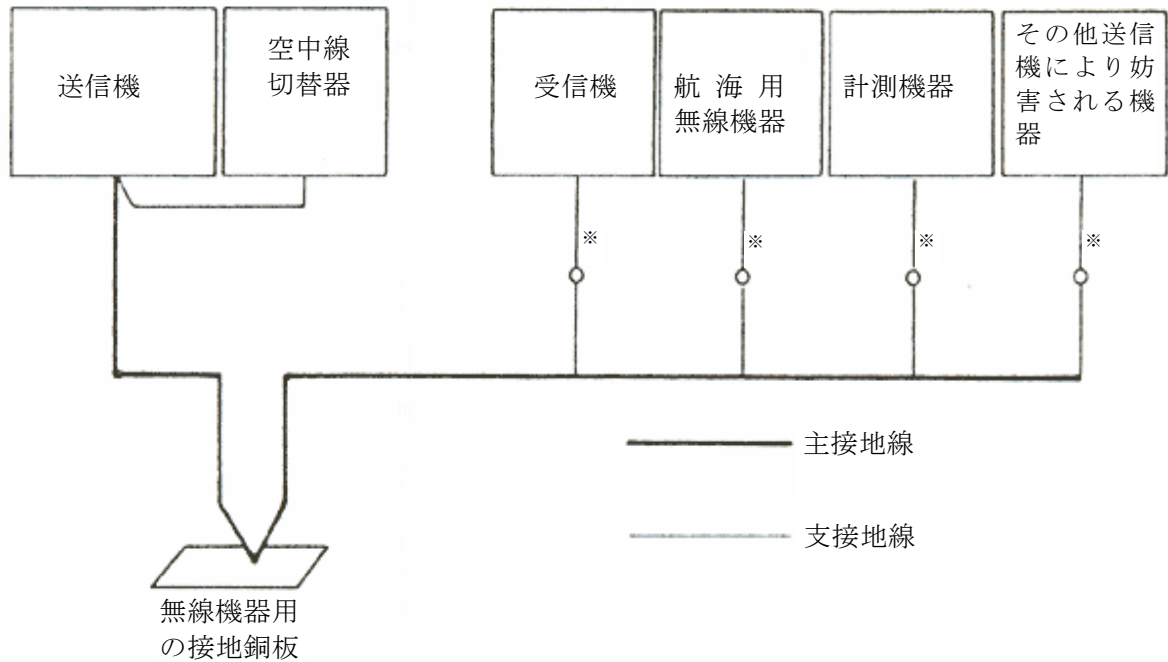 送信機
空中線
切替器
受信機
航海用
無線機器
計測機器
その他送信
機により妨
害される機
器
※
※
※
※
主接地線
支接地線
無線機器用
の接地銅板